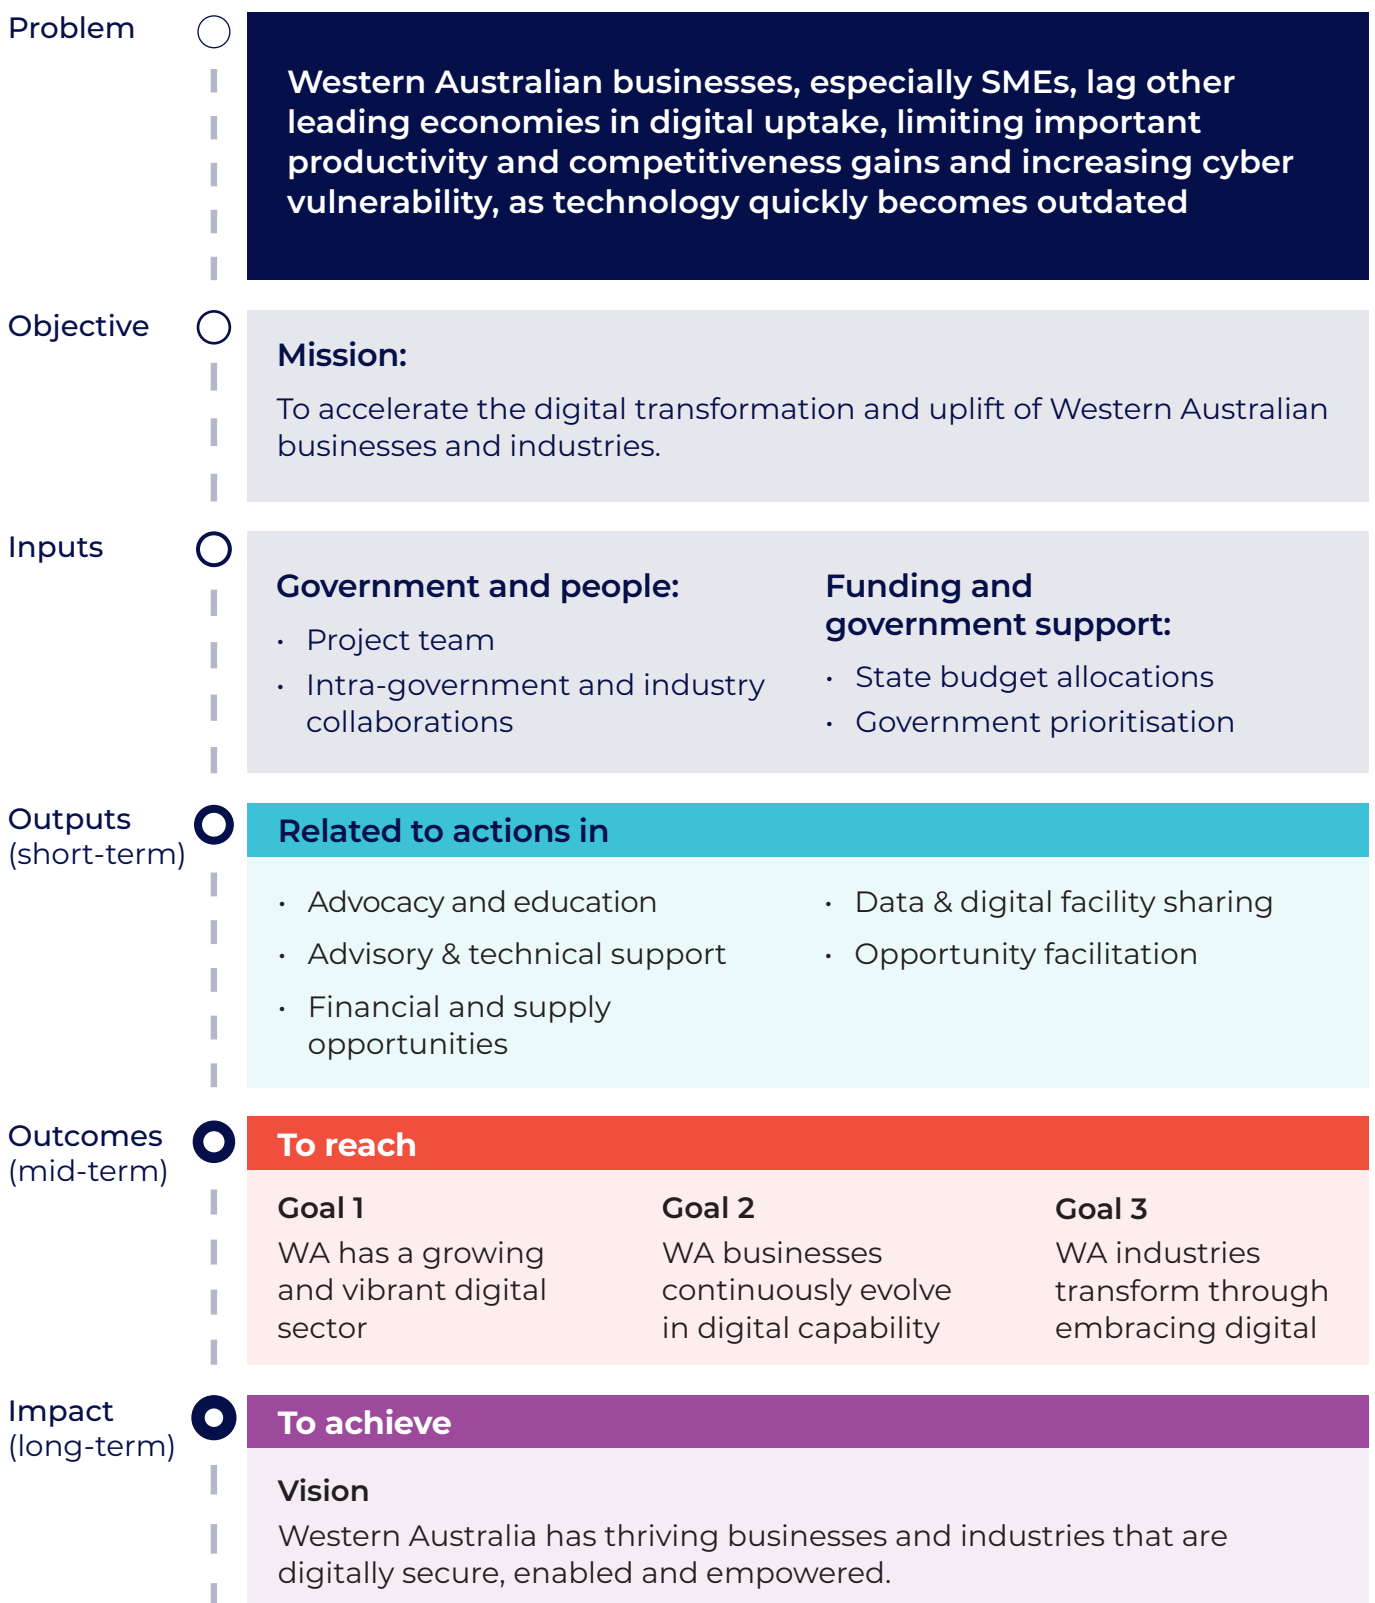 Problem
Western Australian businesses, especially SMEs, lag other
leading economies in digital uptake, limiting important
productivity and competitiveness gains and increasing cyber
vulnerability, as technology quickly becomes outdated
Objective
Mission:
To accelerate the digital transformation and uplift of Western Australian
businesses and industries.
Inputs
Government and people:
• Project team
• Intra-government and industry
collaborations
Funding and
government support:
• State budget allocations
• Government prioritisation
Outputs
(short-term)
Related to actions in
• Advocacy and education
• Advisory & technical support
• Financial and supply
opportunities
• Data & digital facility sharing
• Opportunity facilitation
Outcomes
(mid-term)
To reach
Goal 1
WA has a growing
and vibrant digital
sector
Goal 2
WA businesses
continuously evolve
in digital capability
Goal 3
WA industries
transform through
embracing digital
Impact
(long-term)
To achieve
Vision
Western Australia has thriving businesses and industries that are
digitally secure, enabled and empowered.